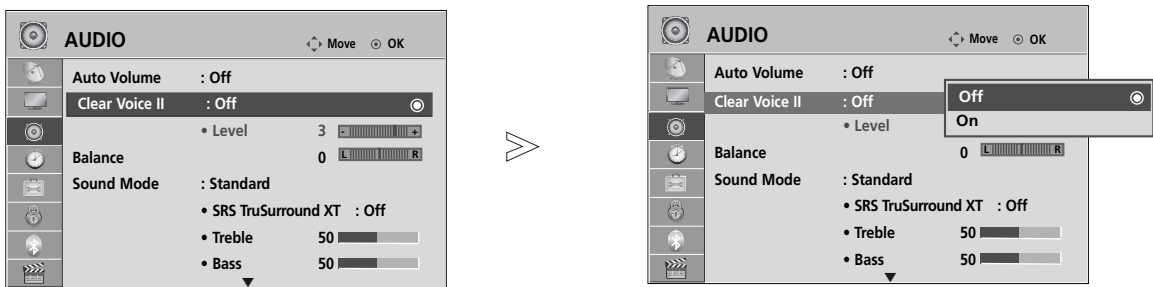 AUDIO
Move
OK
Auto Volume : Off
Clear Voice II : Off
• Level 3 - +
Balance 0 L R
Sound Mode : Standard
• SRS TruSurround XT : Off
• Treble 50
• Bass 50
AUDIO
Move
OK
Auto Volume : Off
Clear Voice II : Off
• Level
Off
On
Balance 0 L R
Sound Mode : Standard
• SRS TruSurround XT : Off
• Treble 50
• Bass 50